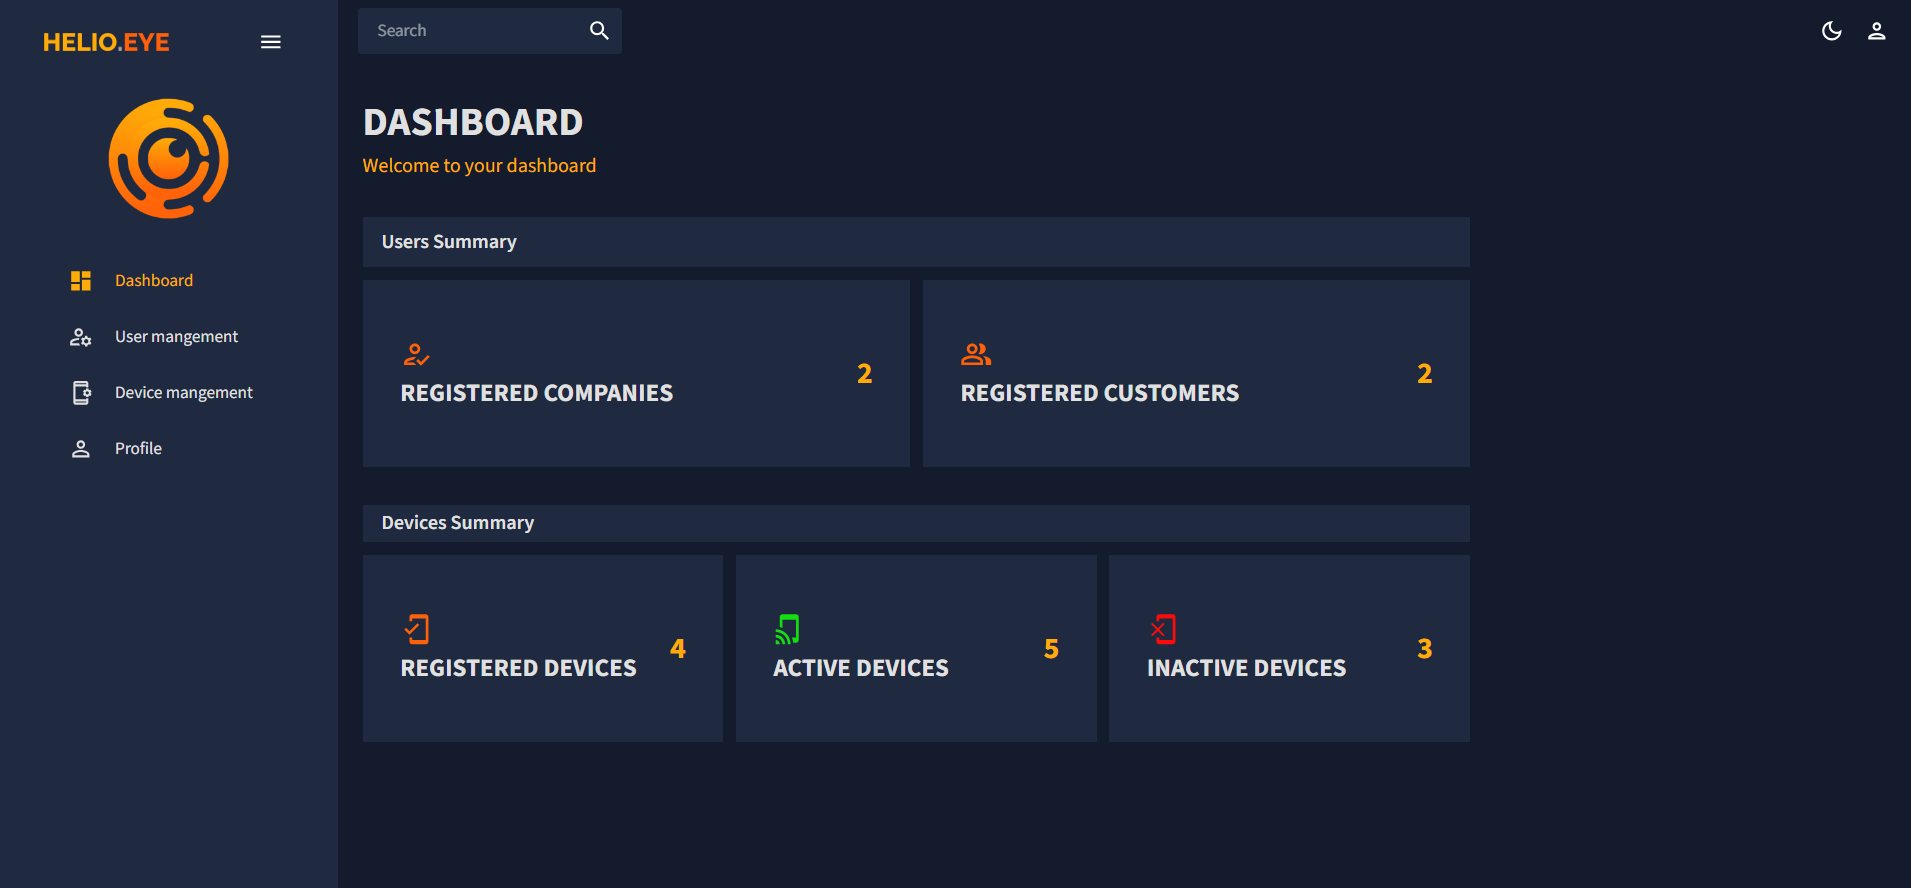 HELIO.EYE
Search
DASHBOARD
Welcome to your dashboard
Dashboard
User mangement
Device mangement
Profile
Users Summary
REGISTERED COMPANIES
2
REGISTERED CUSTOMERS
2
Devices Summary
REGISTERED DEVICES
4
ACTIVE DEVICES
5
INACTIVE DEVICES
3